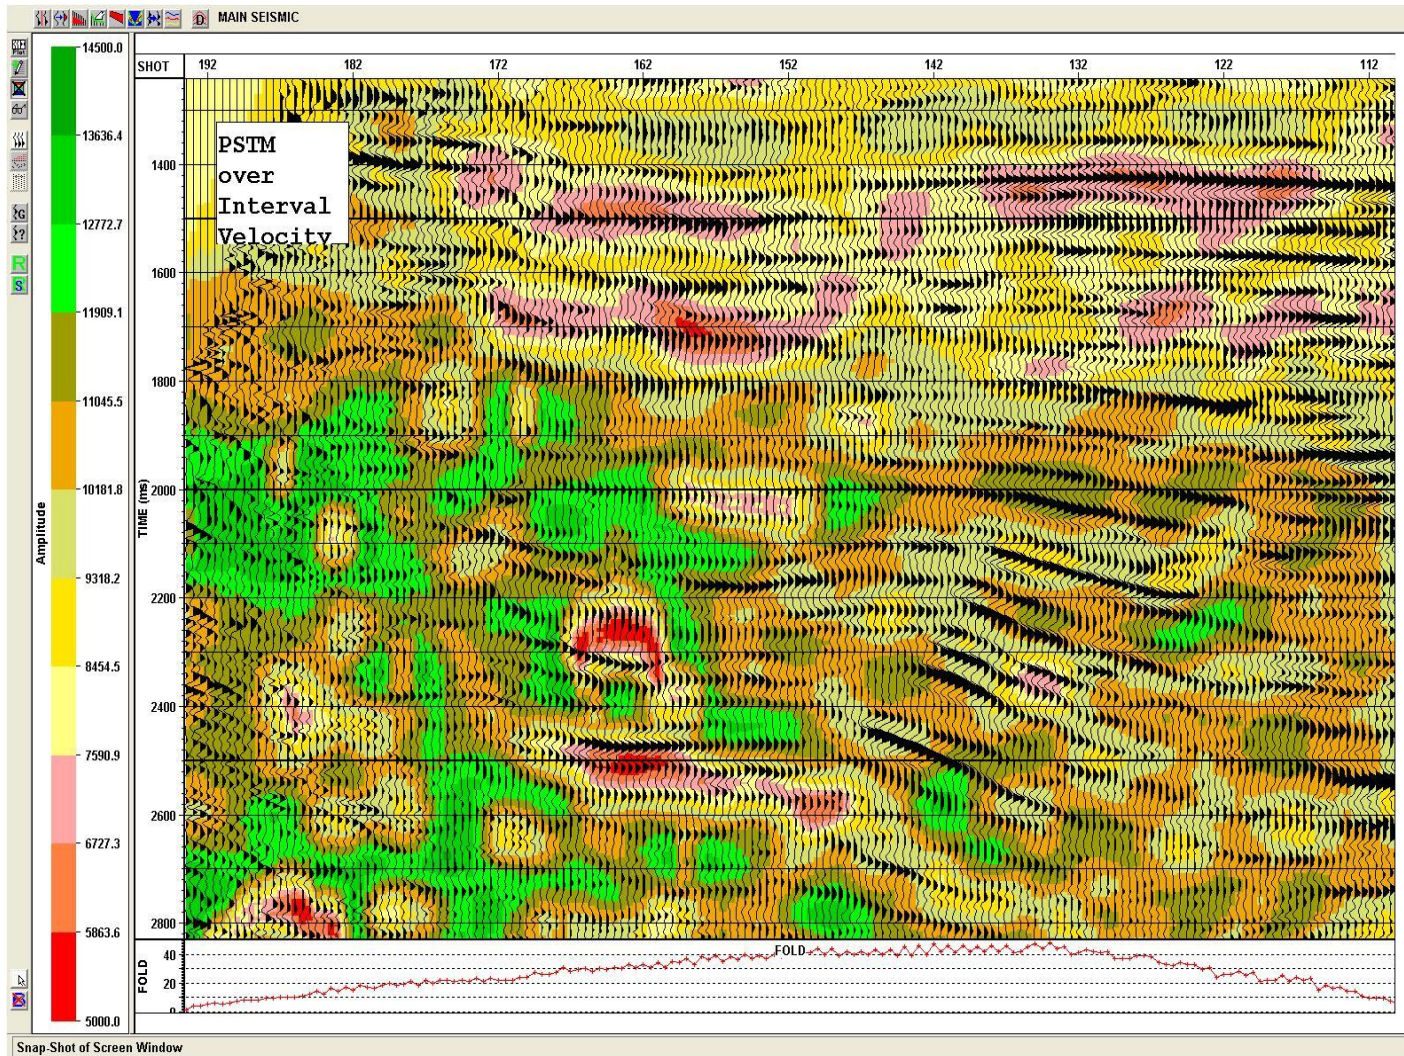 MAIN SEISMIC
SHOT 192 182 172 162 152 142 132 122 112
14500.0
13636.4
12772.7
11909.1
11045.5
10181.8
9318.2
8454.5
7590.9
6727.3
5863.6
5000.0
Amplitude
PSTM
over
Interval
Velocity
1400
1600
1800
2000
2200
2400
2600
2800
TIME (ms)
FOLD
40
20
0
FOLD
G
?
R
S
D
B
Snap-Shot of Screen Window